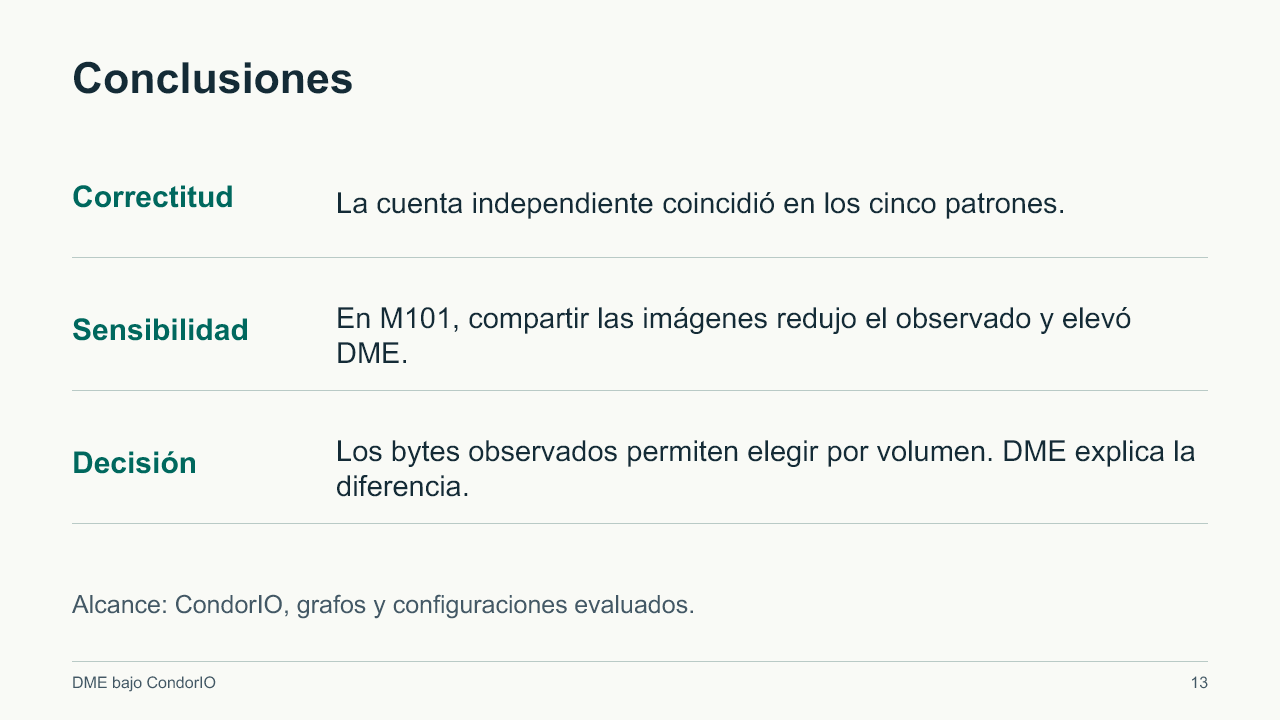 Conclusiones
Correctitud
La cuenta independiente coincidió en los cinco patrones.
Sensibilidad
En M101, compartir las imágenes redujo el observado y elevó
DME.
Decisión
Los bytes observados permiten elegir por volumen. DME explica la
diferencia.
Alcance: CondorIO, grafos y configuraciones evaluados.
DME bajo CondorIO
13